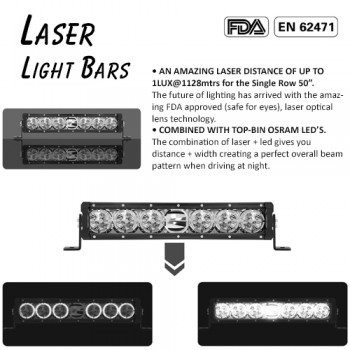 LASER
LIGHT BARS
FDA
EN 62471
• AN AMAZING LASER DISTANCE OF UP TO
1LUX@1128mtrs for the Single Row 50”.
The future of lighting has arrived with the amaz-
ing FDA approved (safe for eyes), laser optical
lens technology.
• COMBINED WITH TOP-BIN OSRAM LED’S.
The combination of laser + led gives you
distance + width creating a perfect overall beam
pattern when driving at night.